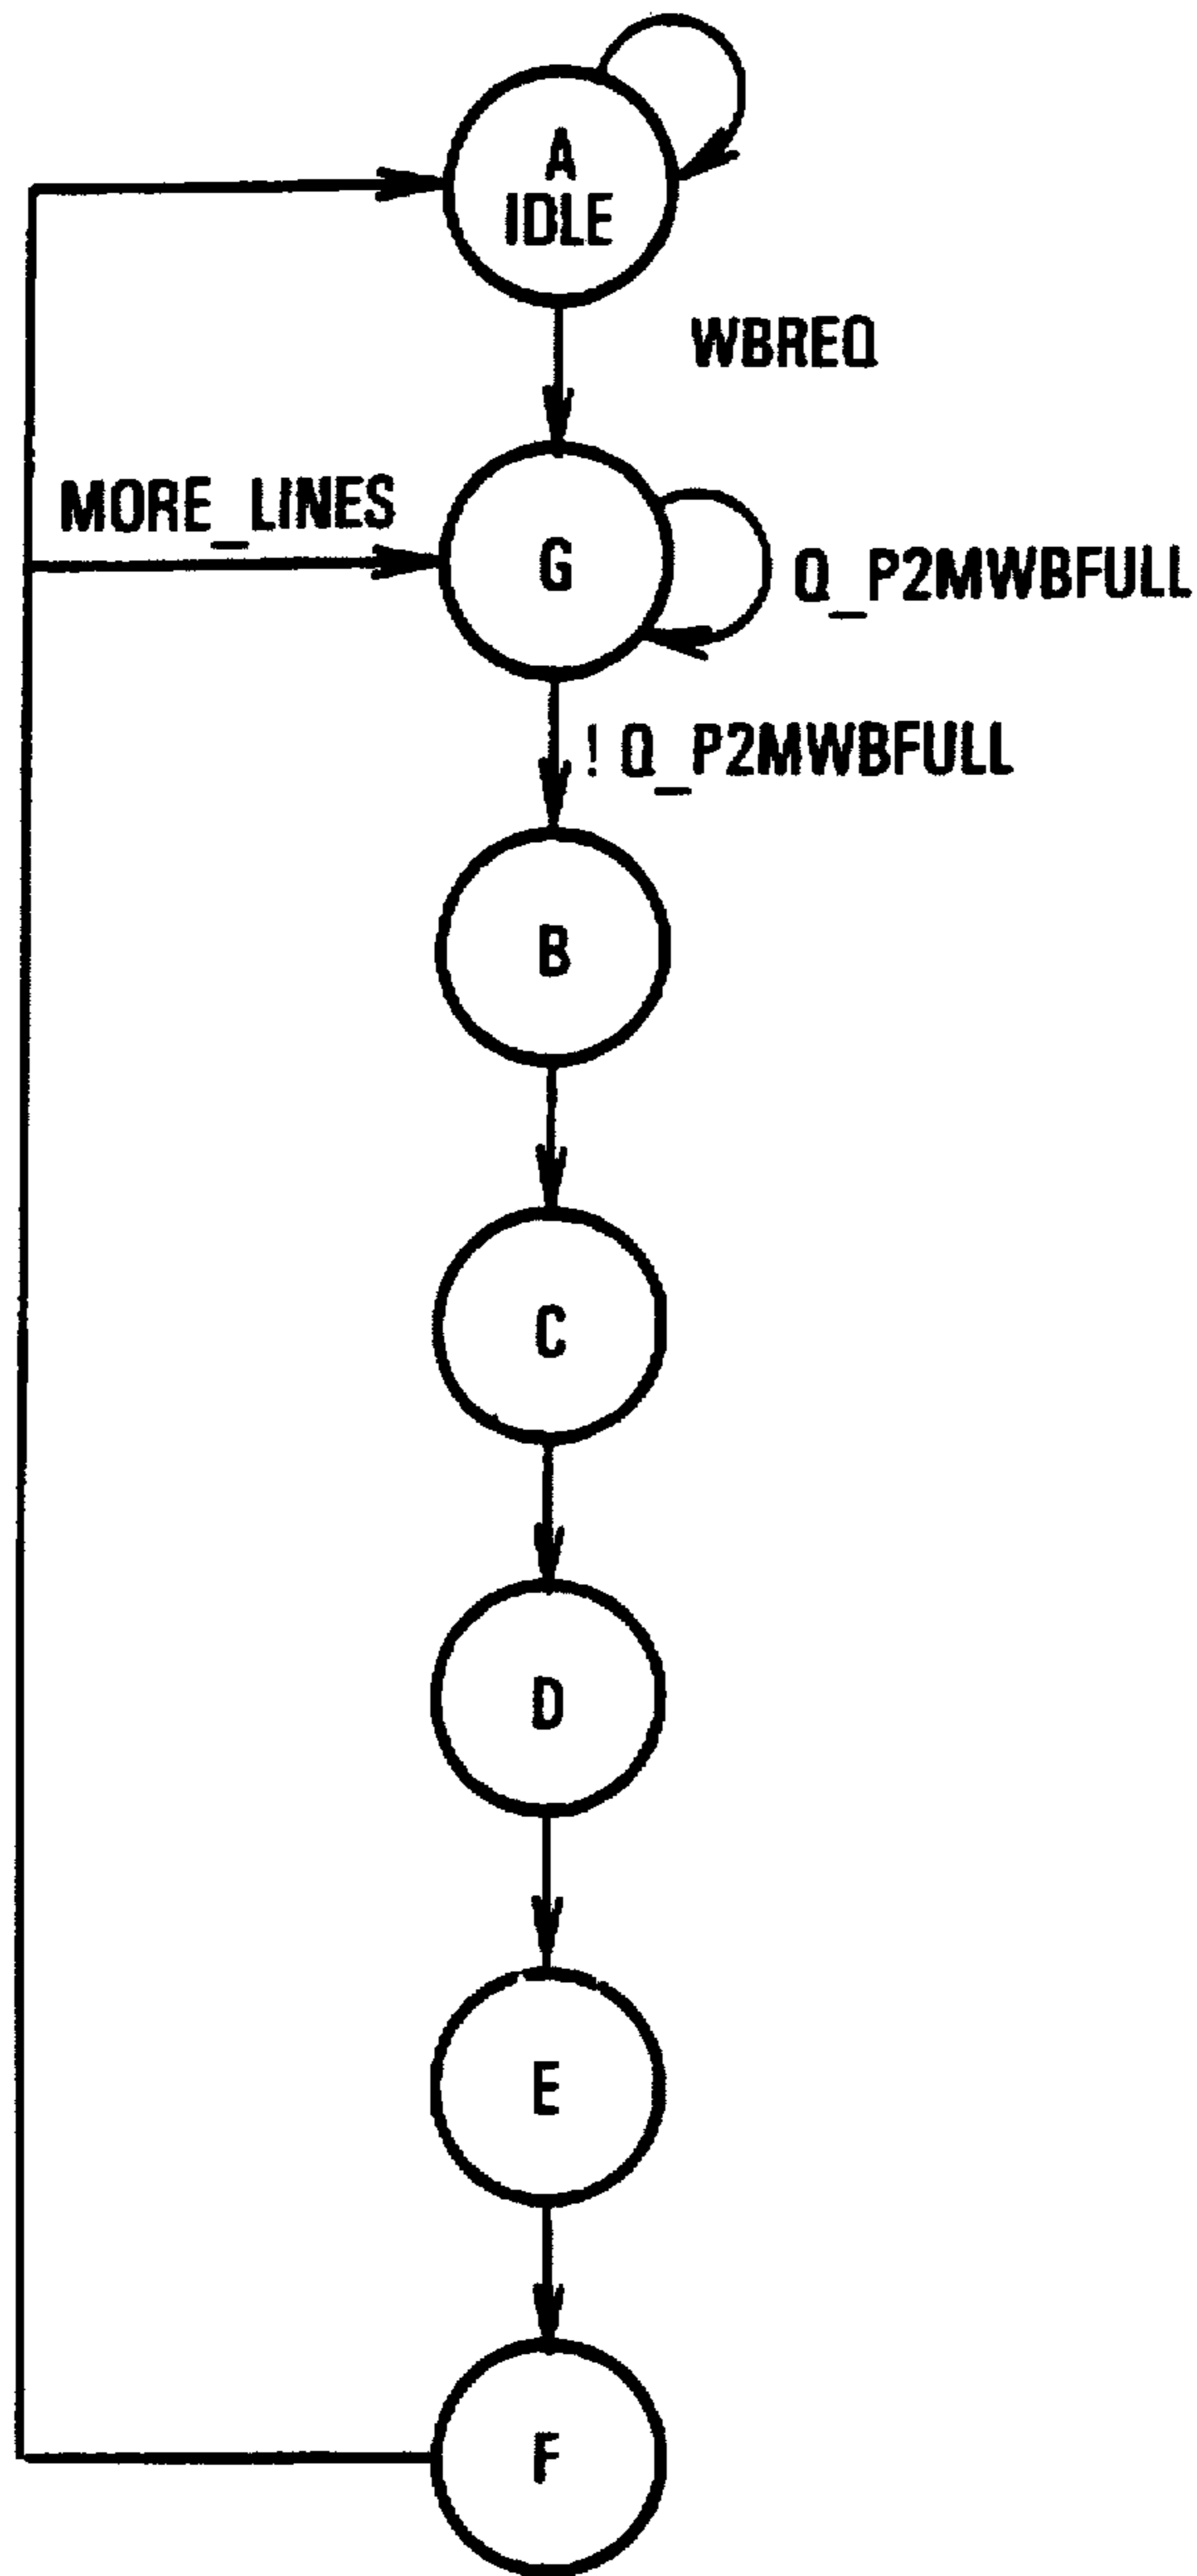 A
IDLE
WBREQ
MORE_LINES
G
Q_P2MWBFULL
! Q_P2MWBFULL
B
C
D
E
F